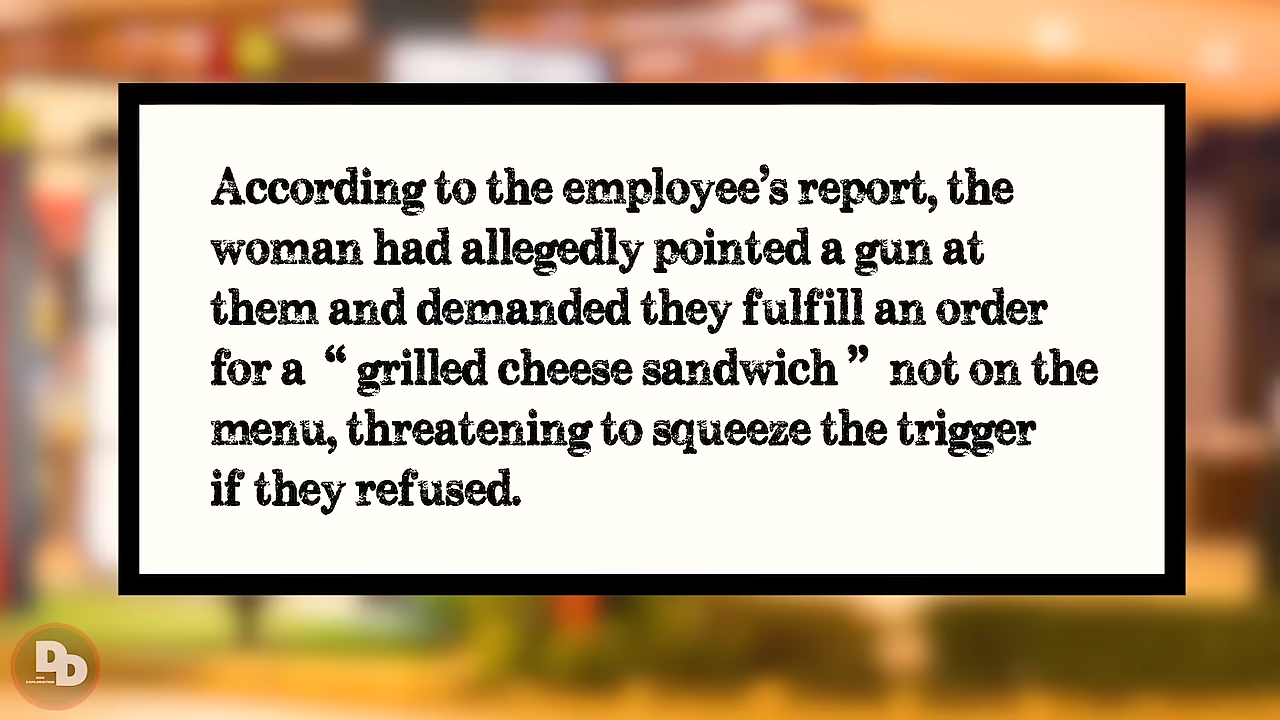 According to the employee’s report, the
woman had allegedly pointed a gun at
them and demanded they fulfill an order
for a “ grilled cheese sandwich ” not on the
menu, threatening to squeeze the trigger
if they refused.
DD